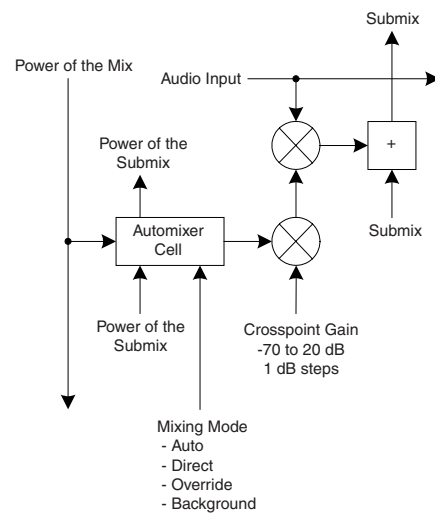 Submix
Power of the Mix
Audio Input
Power of the
Submix
+
Automixer
Cell
Submix
Power of the
Submix
Crosspoint Gain
-70 to 20 dB
1 dB steps
Mixing Mode
- Auto
- Direct
- Override
- Background